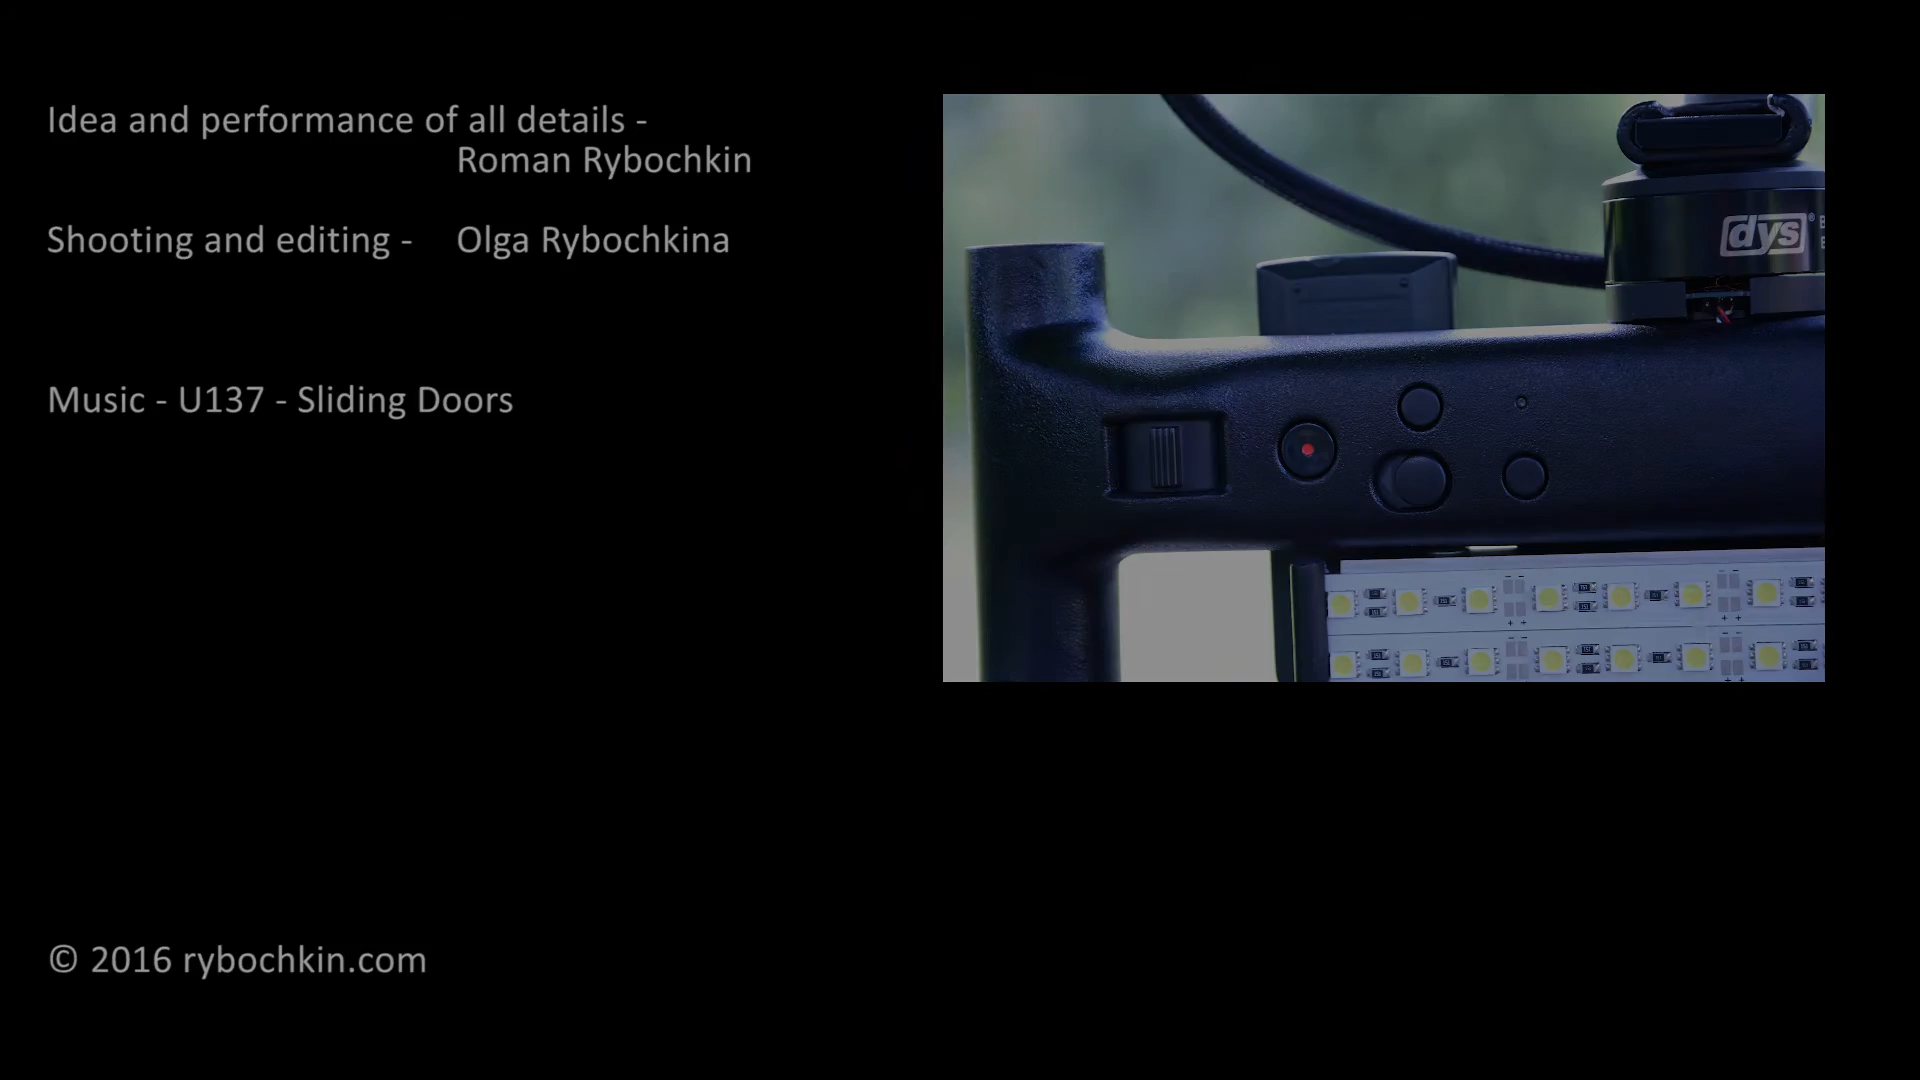 Idea and performance of all details -
Roman Rybochkin
Shooting and editing - Olga Rybochkina
Music - U137 - Sliding Doors
© 2016 rybochkin.com
dys®